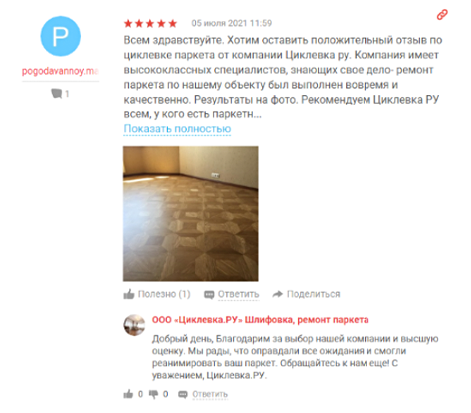 P
pogodavannoy.ma
1
05 июля 2021 11:59
Всем здравствуйте. Хотим оставить положительный отзыв по
циклевке паркета от компании Циклевка ру. Компания имеет
высококлассных специалистов, знающих свое дело- ремонт
паркета по нашему объекту был выполнен вовремя и
качественно. Результаты на фото. Рекомендуем Циклевка РУ
всем, у кого есть паркетн...
Показать полностью
Полезно (1) Ответить Поделиться
ООО «Циклевка.РУ» Шлифовка, ремонт паркета
Добрый день, Благодарим за выбор нашей компании и высшую
оценку. Мы рады, что оправдали все ожидания и смогли
реанимировать ваш паркет. Обращайтесь к нам еще! С
уважением, Циклевка.РУ.
0 0 Ответить